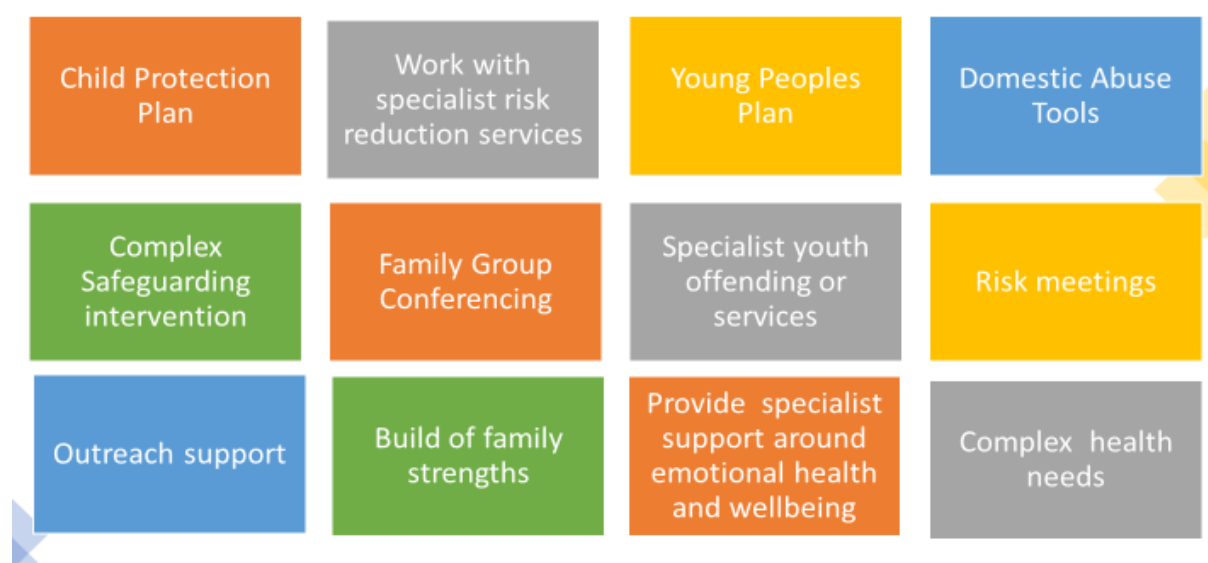 Child Protection
Plan
Work with
specialist risk
reduction services
Young Peoples
Plan
Domestic Abuse
Tools
Complex
Safeguarding
intervention
Family Group
Conferencing
Specialist youth
offending or
services
Risk meetings
Outreach support
Build of family
strengths
Provide specialist
support around
emotional health
and wellbeing
Complex health
needs